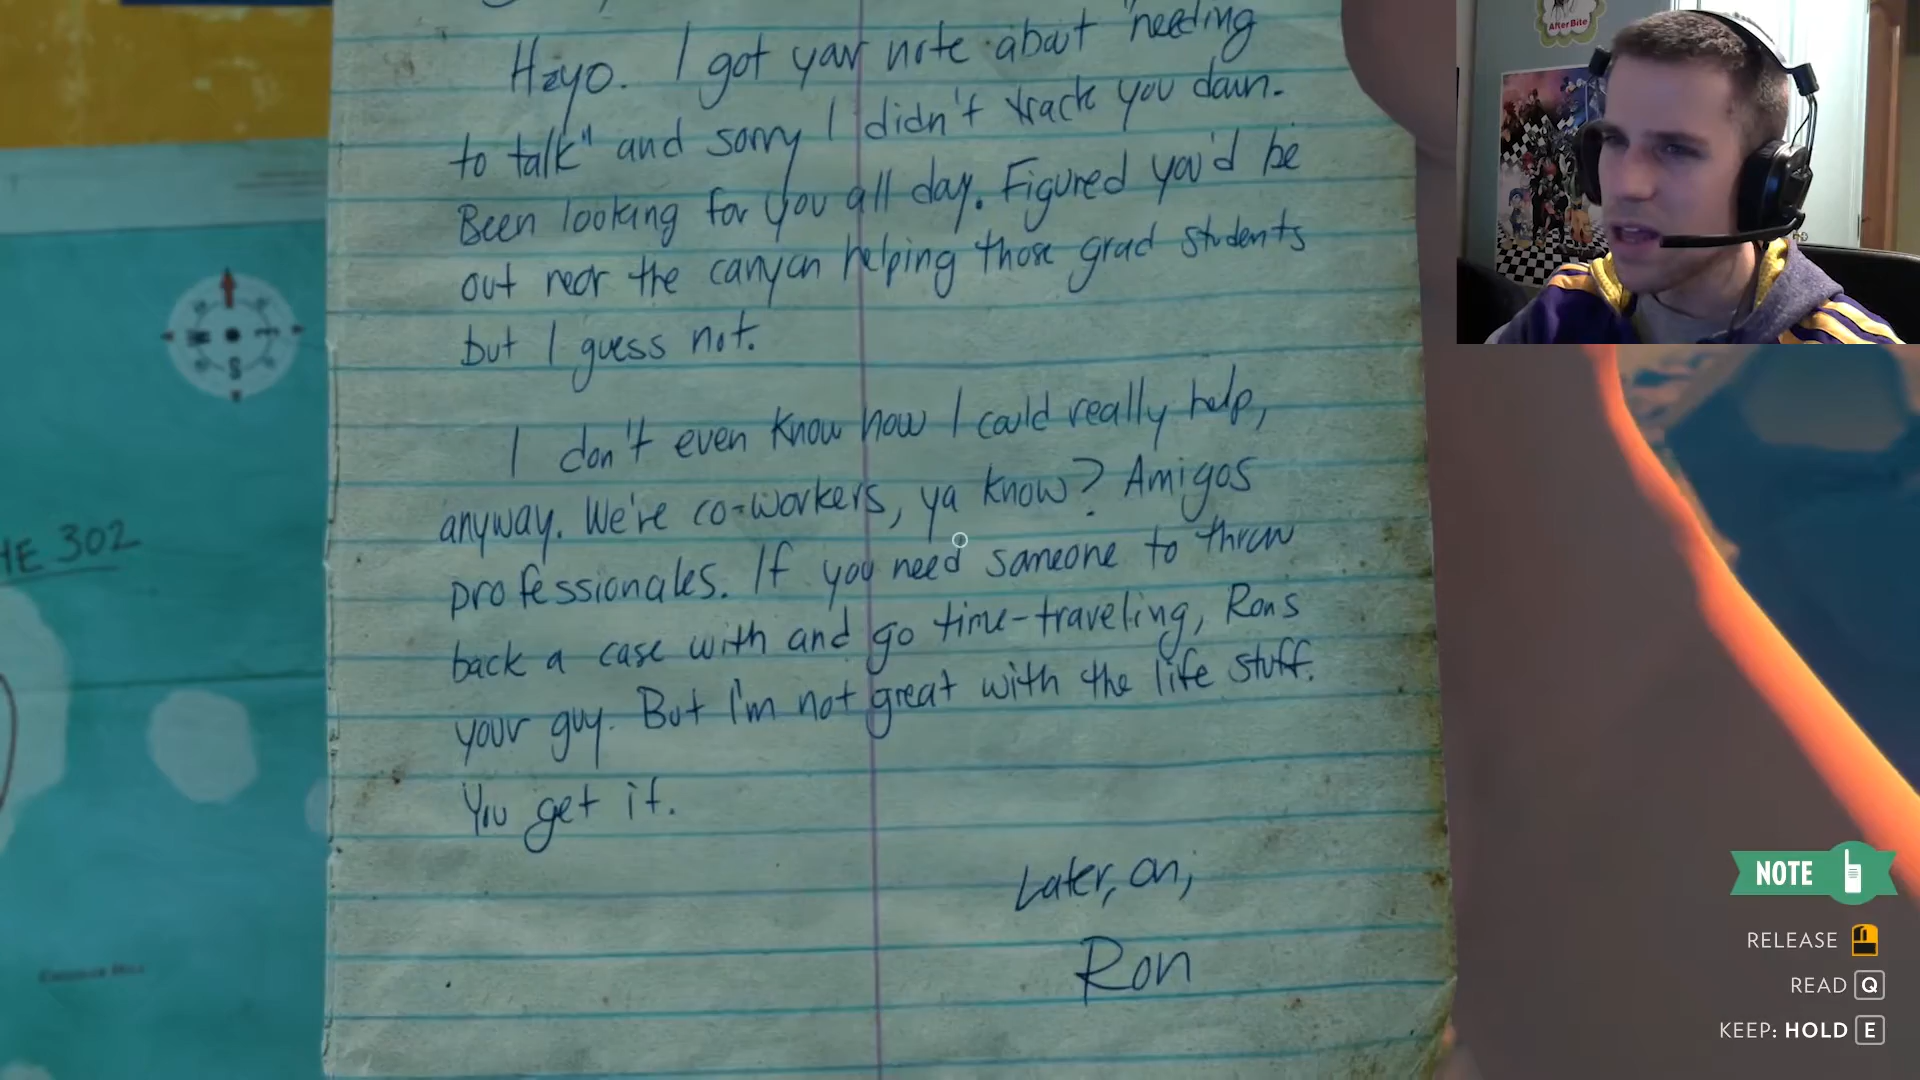 Heyo. I got your note about "needing
to talk" and sorry I didn't track you down.
Been looking for you all day. Figured you'd be
out near the canyon helping those grad students
but I guess not.
I don't even know how I could really help,
anyway. We're co-workers, ya know? Amigos
professionales. If you need someone to throw
back a case with and go time-traveling, Ron's
your guy. But I'm not great with the life stuff.
You get it.
Later, on,
Ron
302
S
AfterBite
NOTE
RELEASE
READ Q
KEEP: HOLD E